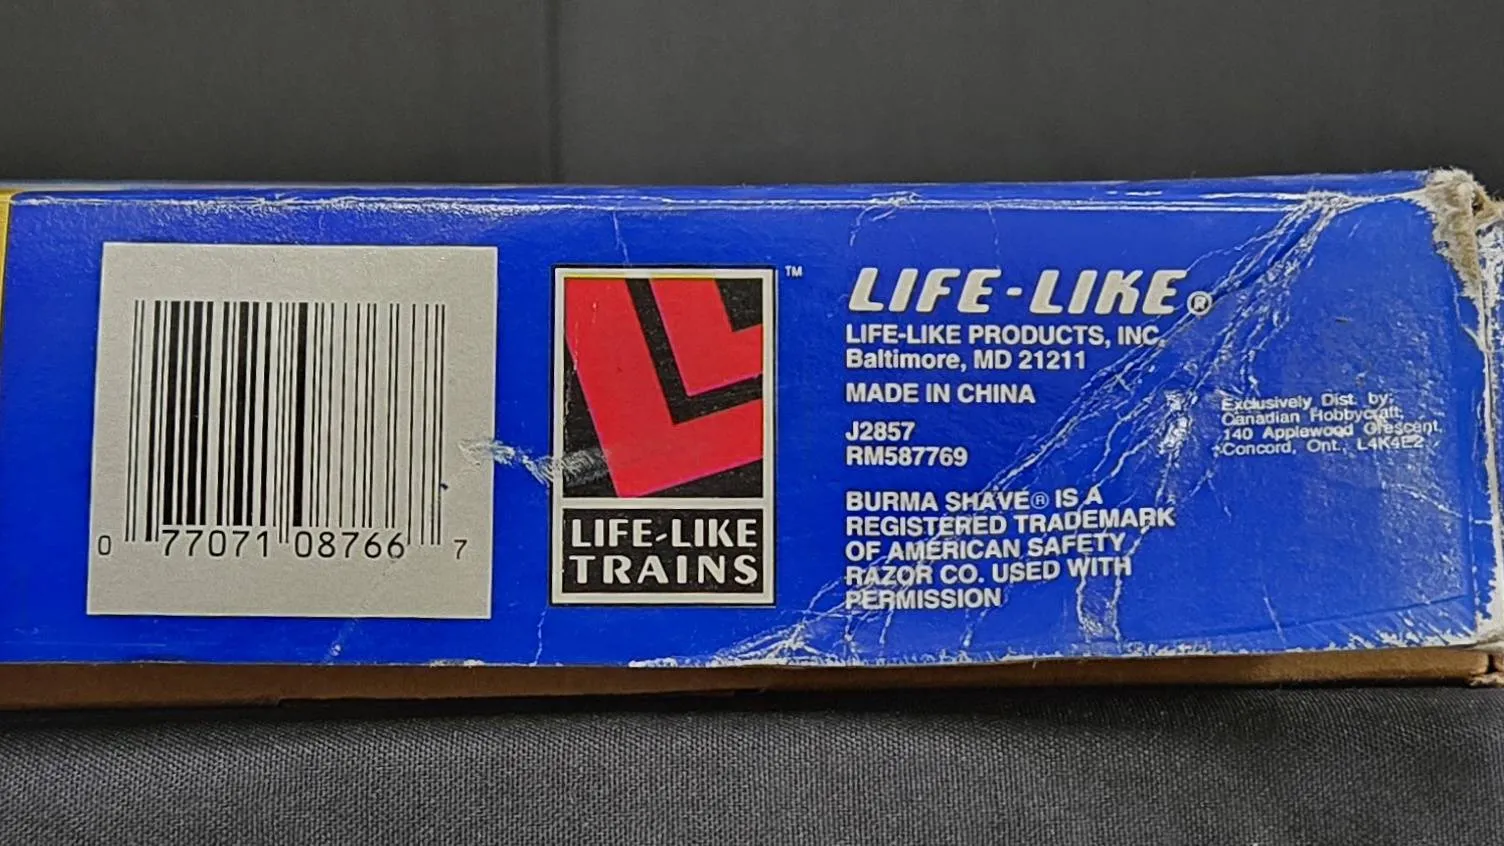 0 77071 08766 7
LIFE-LIKE
TRAINS
TM
LIFE-LIKE®
LIFE-LIKE PRODUCTS, INC.
Baltimore, MD 21211
MADE IN CHINA
J2857
RM587769
BURMA SHAVE® IS A
REGISTERED TRADEMARK
OF AMERICAN SAFETY
RAZOR CO. USED WITH
PERMISSION
Exclusively Dist. by:
Canadian Hobbycraft,
140 Applewood Crescent,
Concord, Ont., L4K4E2